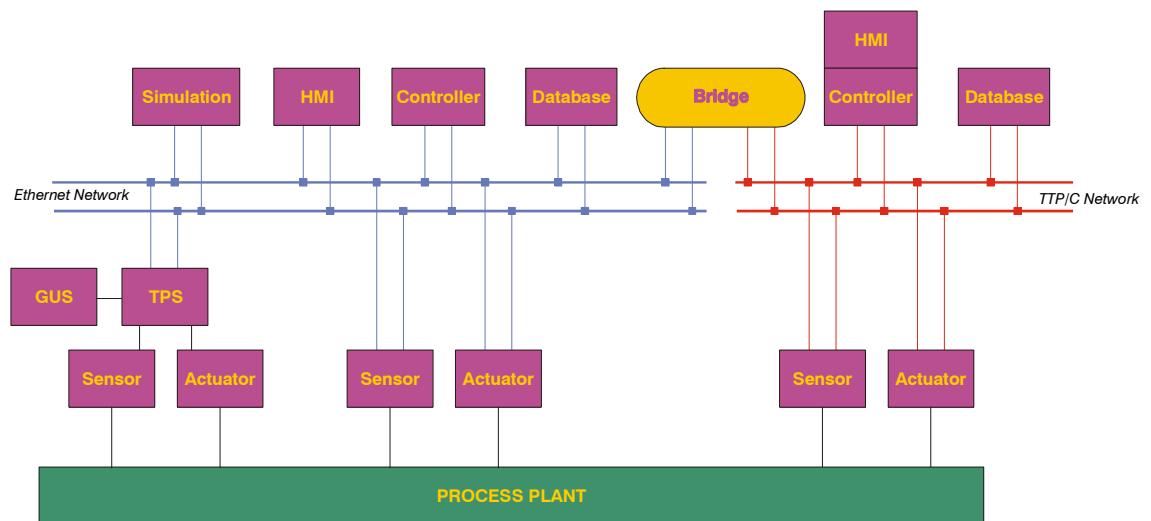 HMI
Simulation
HMI
Controller
Database
Bridge
Controller
Database
Ethernet Network
TTP/C Network
GUS
TPS
Sensor
Actuator
Sensor
Actuator
Sensor
Actuator
PROCESS PLANT